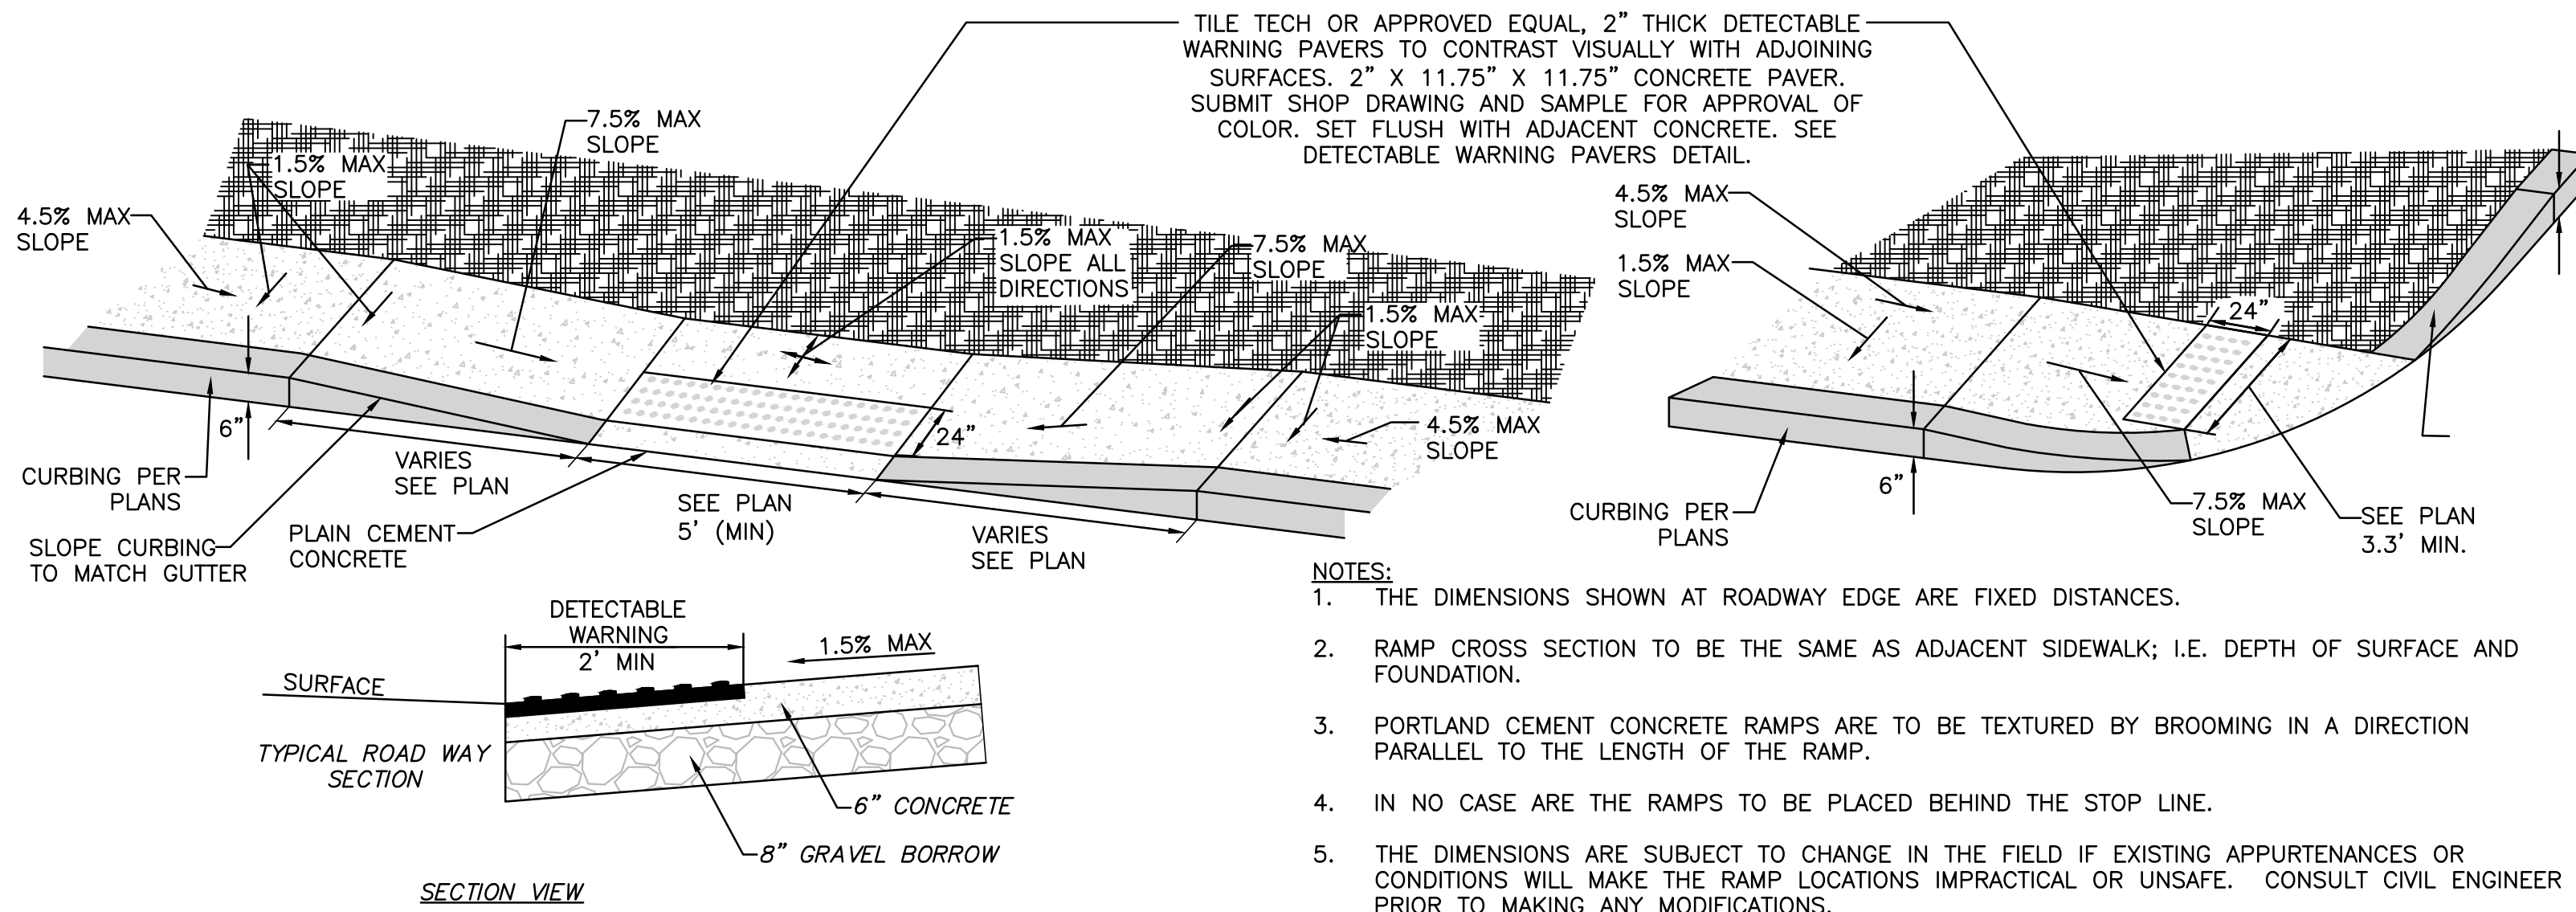 TILE TECH OR APPROVED EQUAL, 2” THICK DETECTABLE
WARNING PAVERS TO CONTRAST VISUALLY WITH ADJOINING
SURFACES. 2” X 11.75” X 11.75” CONCRETE PAVER.
SUBMIT SHOP DRAWING AND SAMPLE FOR APPROVAL OF
COLOR. SET FLUSH WITH ADJACENT CONCRETE. SEE
DETECTABLE WARNING PAVERS DETAIL.
7.5% MAX
SLOPE
1.5% MAX
SLOPE
4.5% MAX
SLOPE
1.5% MAX
SLOPE ALL
DIRECTIONS
7.5% MAX
SLOPE
1.5% MAX
SLOPE
4.5% MAX
SLOPE
24”
6”
CURBING PER
PLANS
VARIES
SEE PLAN
SLOPE CURBING
TO MATCH GUTTER
PLAIN CEMENT
CONCRETE
SEE PLAN
5’ (MIN)
VARIES
SEE PLAN
4.5% MAX
SLOPE
1.5% MAX
SLOPE
24”
6”
CURBING PER
PLANS
7.5% MAX
SLOPE
SEE PLAN
3.3’ MIN.
DETECTABLE
WARNING
2’ MIN
1.5% MAX
SURFACE
TYPICAL ROAD WAY
SECTION
6” CONCRETE
8” GRAVEL BORROW
SECTION VIEW
NOTES:
1. THE DIMENSIONS SHOWN AT ROADWAY EDGE ARE FIXED DISTANCES.
2. RAMP CROSS SECTION TO BE THE SAME AS ADJACENT SIDEWALK; I.E. DEPTH OF SURFACE AND
FOUNDATION.
3. PORTLAND CEMENT CONCRETE RAMPS ARE TO BE TEXTURED BY BROOMING IN A DIRECTION
PARALLEL TO THE LENGTH OF THE RAMP.
4. IN NO CASE ARE THE RAMPS TO BE PLACED BEHIND THE STOP LINE.
5. THE DIMENSIONS ARE SUBJECT TO CHANGE IN THE FIELD IF EXISTING APPURTENANCES OR
CONDITIONS WILL MAKE THE RAMP LOCATIONS IMPRACTICAL OR UNSAFE. CONSULT CIVIL ENGINEER
PRIOR TO MAKING ANY MODIFICATIONS.